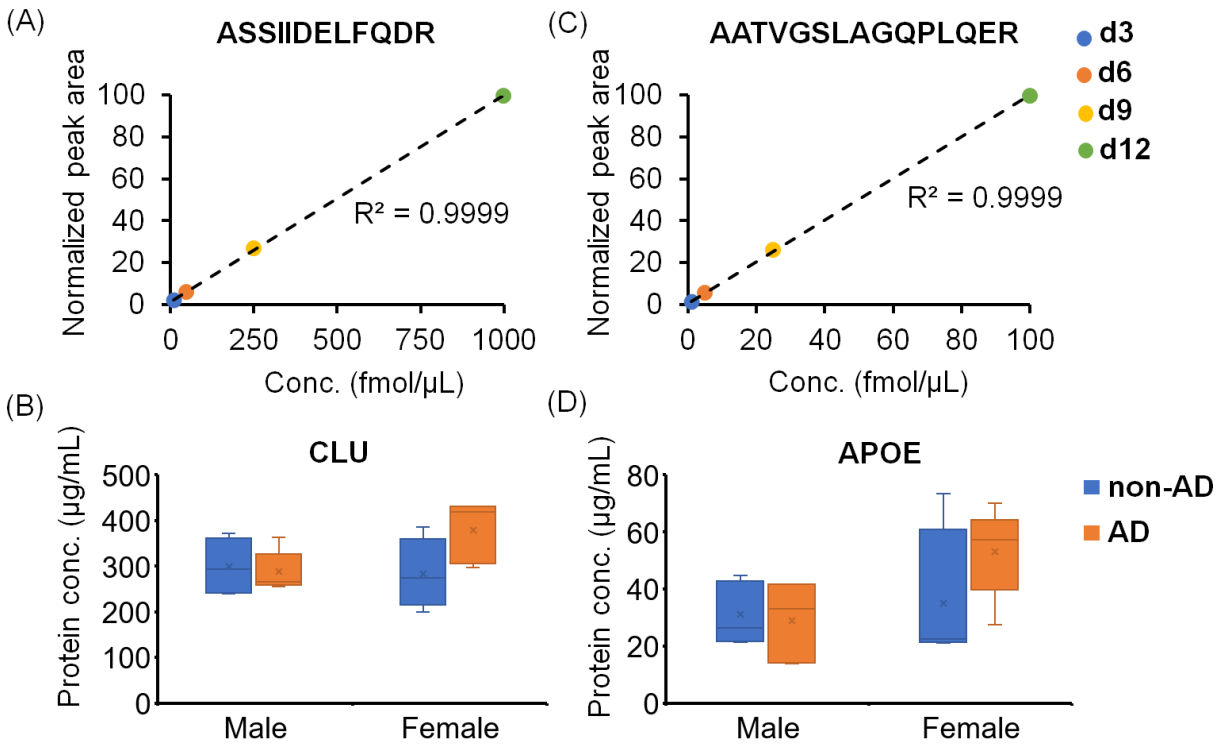 (A)
ASSIIDELFQDR
Normalized peak area
100
80
60
40
20
0
R² = 0.9999
0 250 500 750 1000
Conc. (fmol/µL)
(C)
AATVGSLAGQPLQER
Normalized peak area
100
80
60
40
20
0
R² = 0.9999
0 20 40 60 80 100
Conc. (fmol/µL)
d3
d6
d9
d12
(B)
CLU
Protein conc. (µg/mL)
500
400
300
200
100
0
Male Female
(D)
APOE
Protein conc. (µg/mL)
80
60
40
20
0
Male Female
non-AD
AD